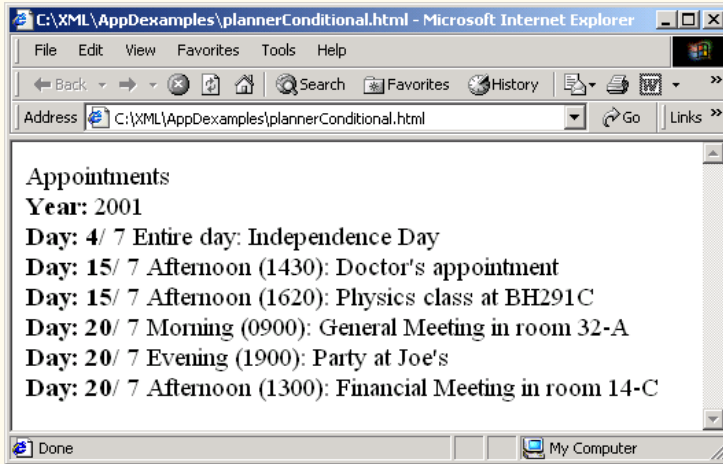 C:\XML\AppDexamples\plannerConditional.html - Microsoft Internet Explorer
File Edit View Favorites Tools Help
Back Search Favorites History »
Address C:\XML\AppDexamples\plannerConditional.html Go Links »
Appointments
Year: 2001
Day: 4/ 7 Entire day: Independence Day
Day: 15/ 7 Afternoon (1430): Doctor's appointment
Day: 15/ 7 Afternoon (1620): Physics class at BH291C
Day: 20/ 7 Morning (0900): General Meeting in room 32-A
Day: 20/ 7 Evening (1900): Party at Joe's
Day: 20/ 7 Afternoon (1300): Financial Meeting in room 14-C
Done My Computer